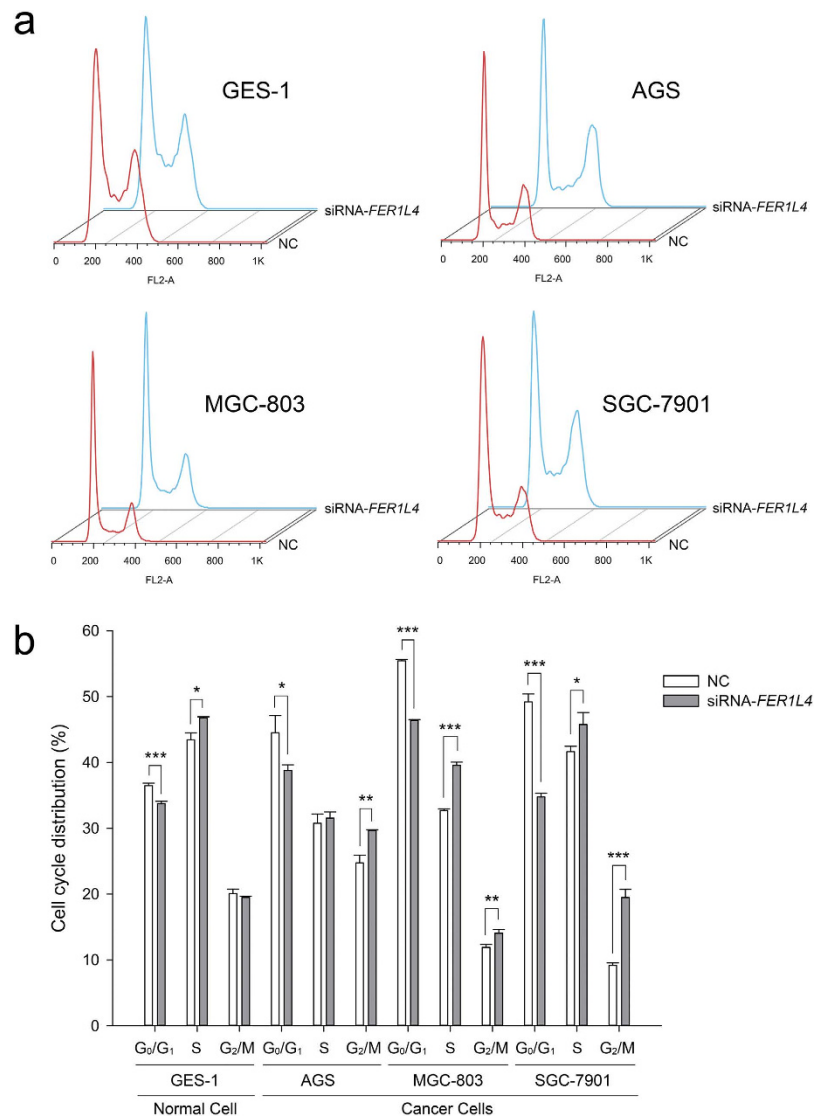 a
GES-1
siRNA-FER1L4
NC
0 200 400 600 800 1K
FL2-A
AGS
siRNA-FER1L4
NC
0 200 400 600 800 1K
FL2-A
MGC-803
siRNA-FER1L4
NC
0 200 400 600 800 1K
FL2-A
SGC-7901
siRNA-FER1L4
NC
0 200 400 600 800 1K
FL2-A
b
Cell cycle distribution (%)
60
50
40
30
20
10
0
*** * * ** *** *** ** *** * ***
NC
siRNA-FER1L4
G₀/G₁ S G₂/M G₀/G₁ S G₂/M G₀/G₁ S G₂/M G₀/G₁ S G₂/M
GES-1 AGS MGC-803 SGC-7901
Normal Cell Cancer Cells